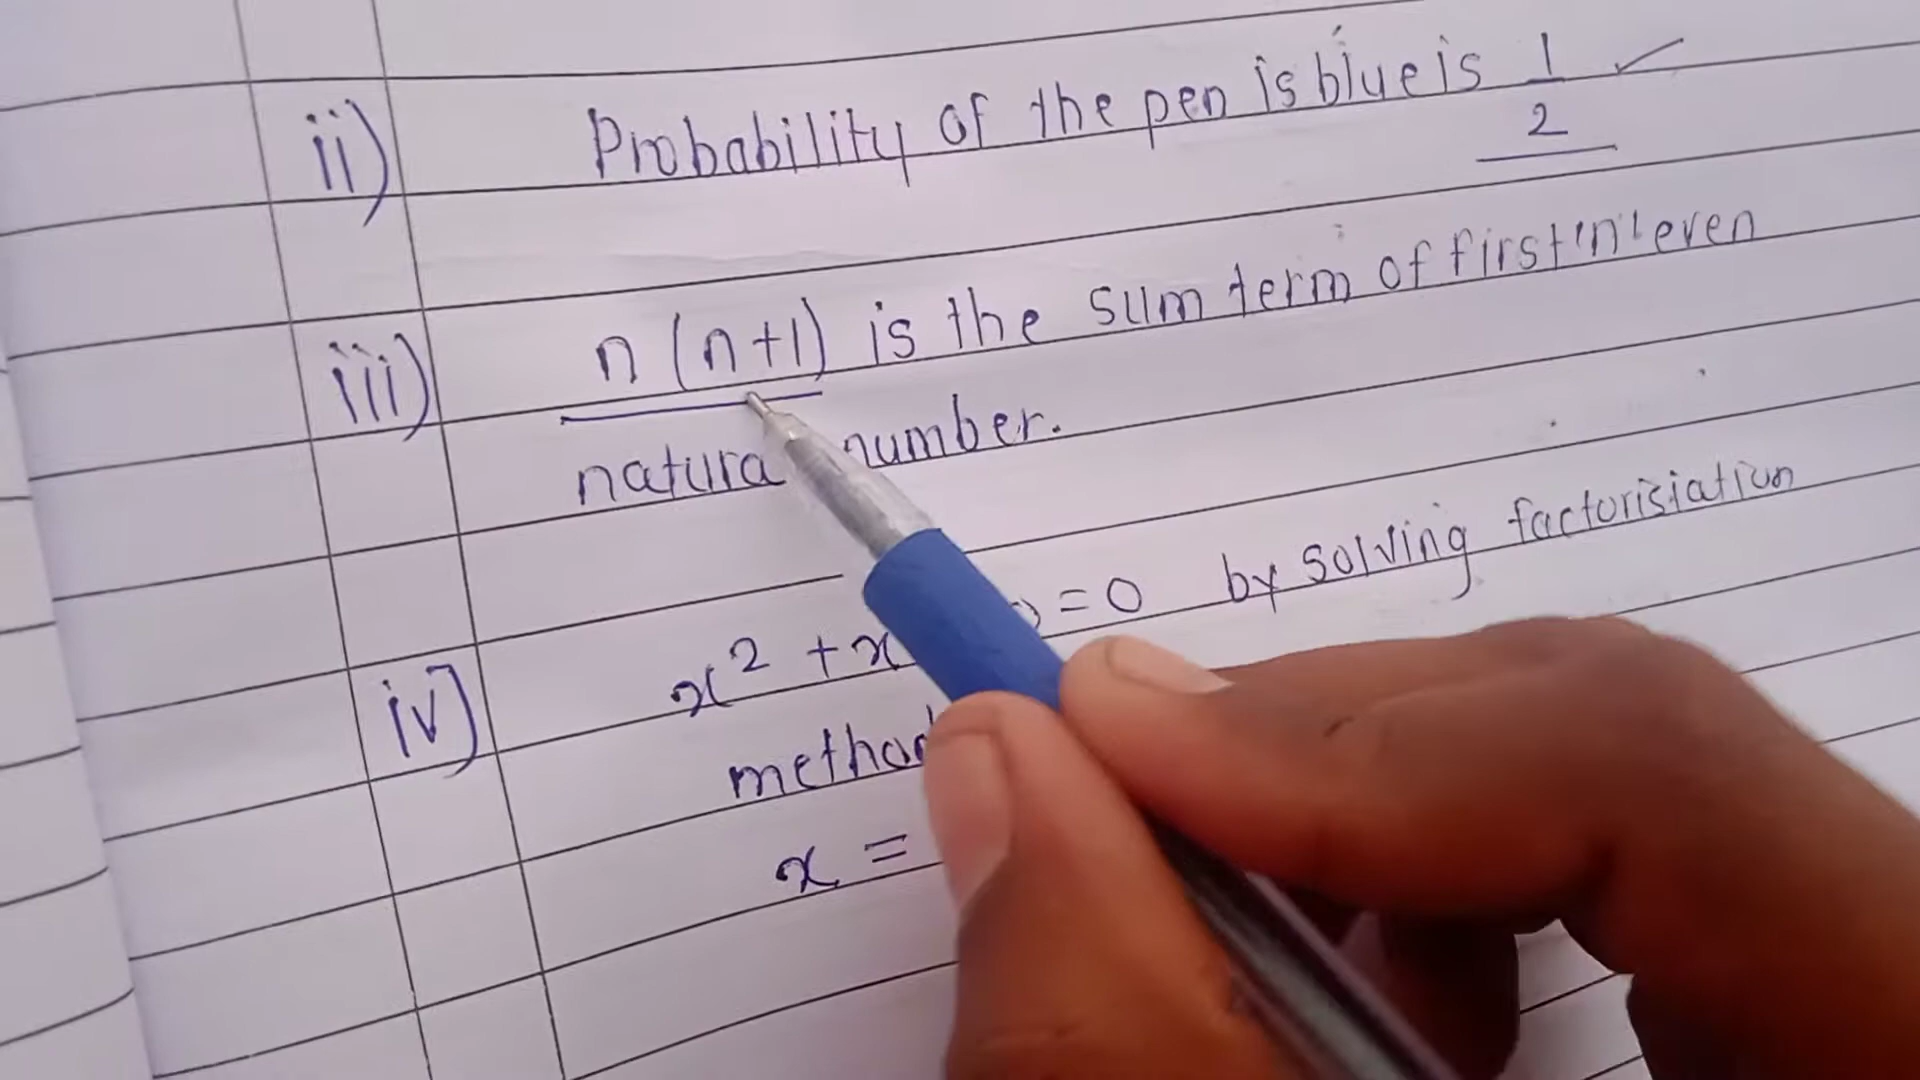 ii) Probability of the pen is blue is 1/2 ✓
iii) n (n+1) is the sum term of first 'n' even
natura number.
iv) x² + x = 0 by solving factorisiation
method
x =